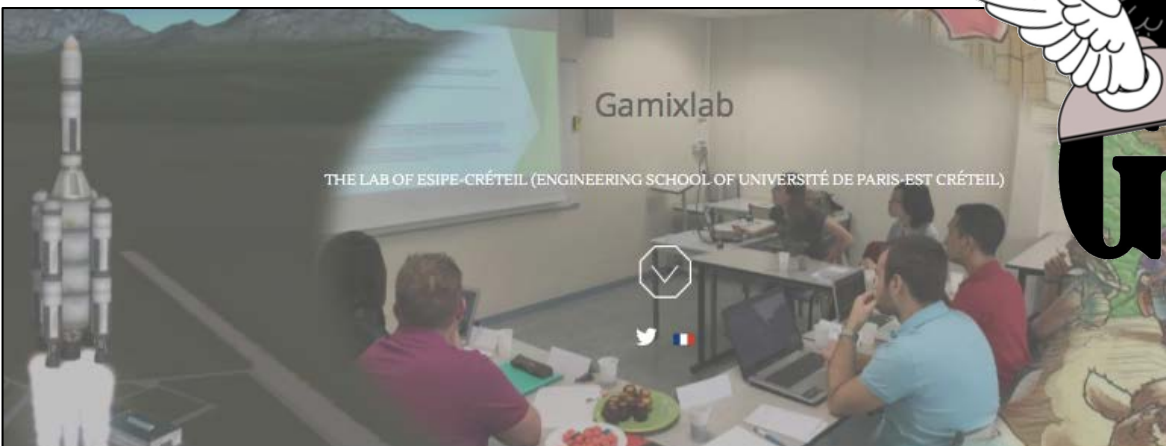 Gamixlab
THE LAB OF ESIPE-CRÉTEIL (ENGINEERING SCHOOL OF UNIVERSITÉ DE PARIS-EST CRÉTEIL)
G